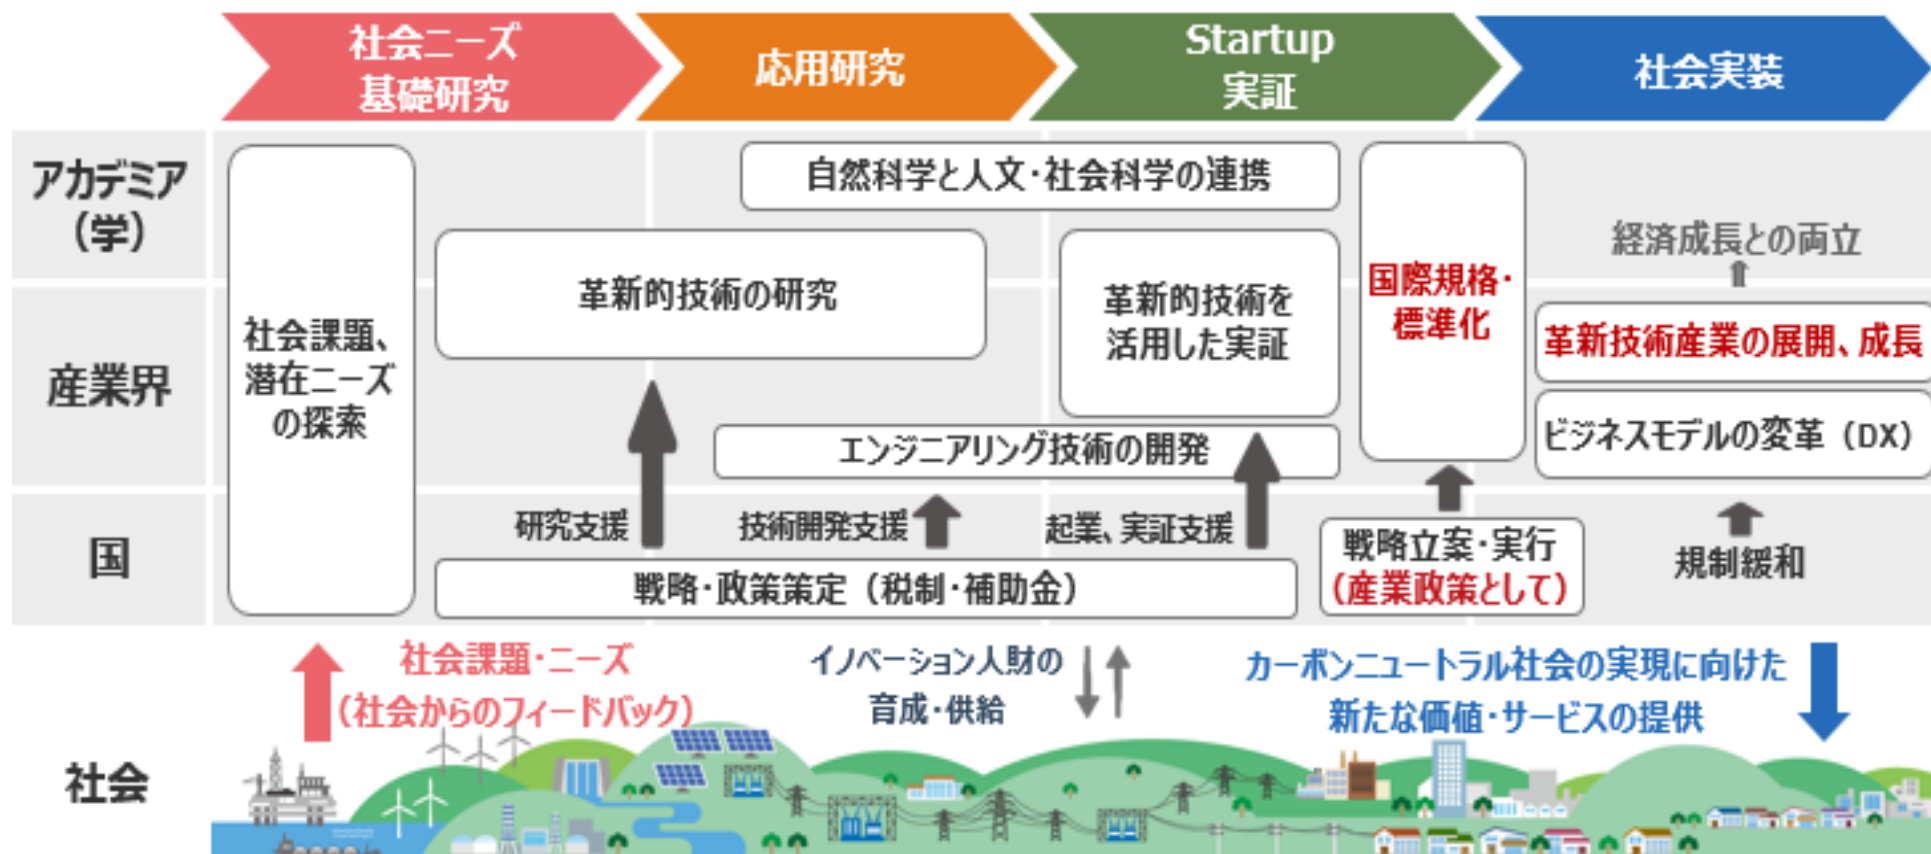 社会ニーズ
基礎研究
応用研究
Startup
実証
社会実装
アカデミア
（学）
産業界
国
社会
社会課題、
潜在ニーズ
の探索
自然科学と人文・社会科学の連携
革新的技術の研究
革新的技術を
活用した実証
国際規格・
標準化
経済成長との両立
革新技術産業の展開、成長
ビジネスモデルの変革（DX）
エンジニアリング技術の開発
研究支援
技術開発支援
起業、実証支援
戦略・政策策定（税制・補助金）
戦略立案・実行
（産業政策として）
規制緩和
社会課題・ニーズ
（社会からのフィードバック）
イノベーション人財の
育成・供給
カーボンニュートラル社会の実現に向けた
新たな価値・サービスの提供